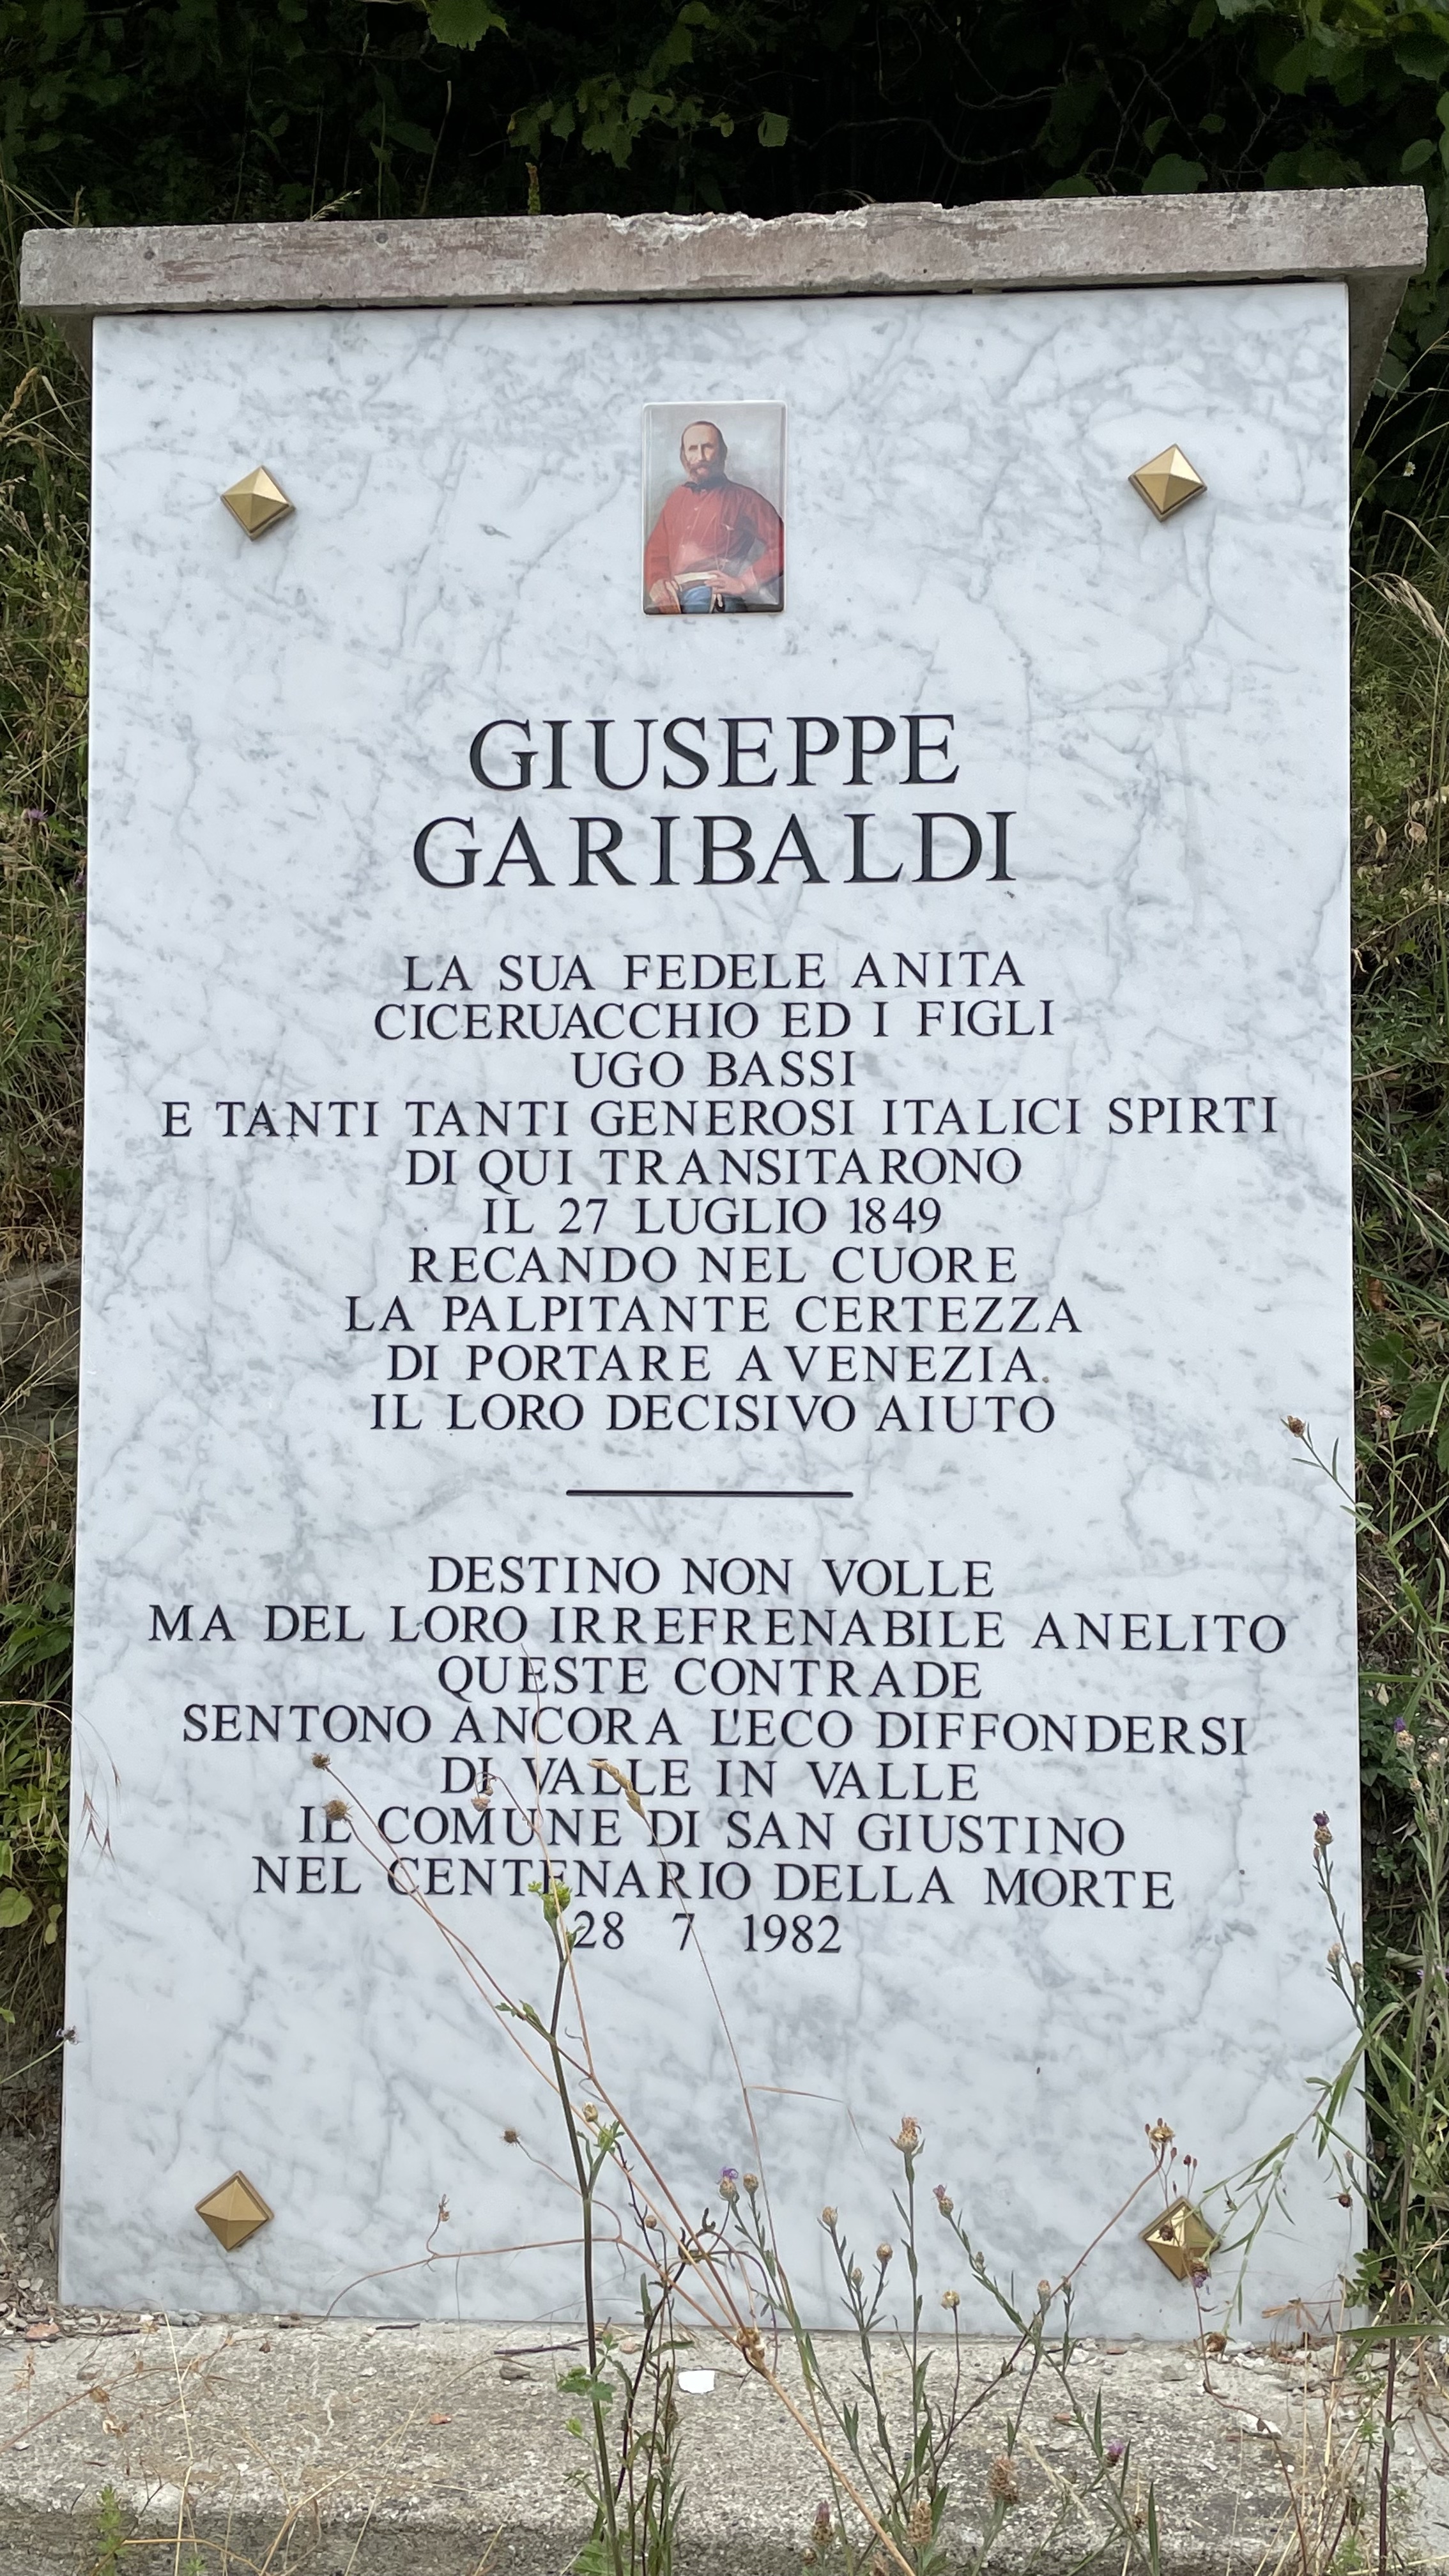 GIUSEPPE
GARIBALDI
LA SUA FEDELE ANITA
CICERUACCHIO ED I FIGLI
UGO BASSI
E TANTI TANTI GENEROSI ITALICI SPIRTI
DI QUI TRANSITARONO
IL 27 LUGLIO 1849
RECANDO NEL CUORE
LA PALPITANTE CERTEZZA
DI PORTARE A VENEZIA
IL LORO DECISIVO AIUTO
DESTINO NON VOLLE
MA DEL LORO IRREFRENABILE ANELITO
QUESTE CONTRADE
SENTONO ANCORA L'ECO DIFFONDERSI
DI VALLE IN VALLE
IL COMUNE DI SAN GIUSTINO
NEL CENTENARIO DELLA MORTE
28 7 1982